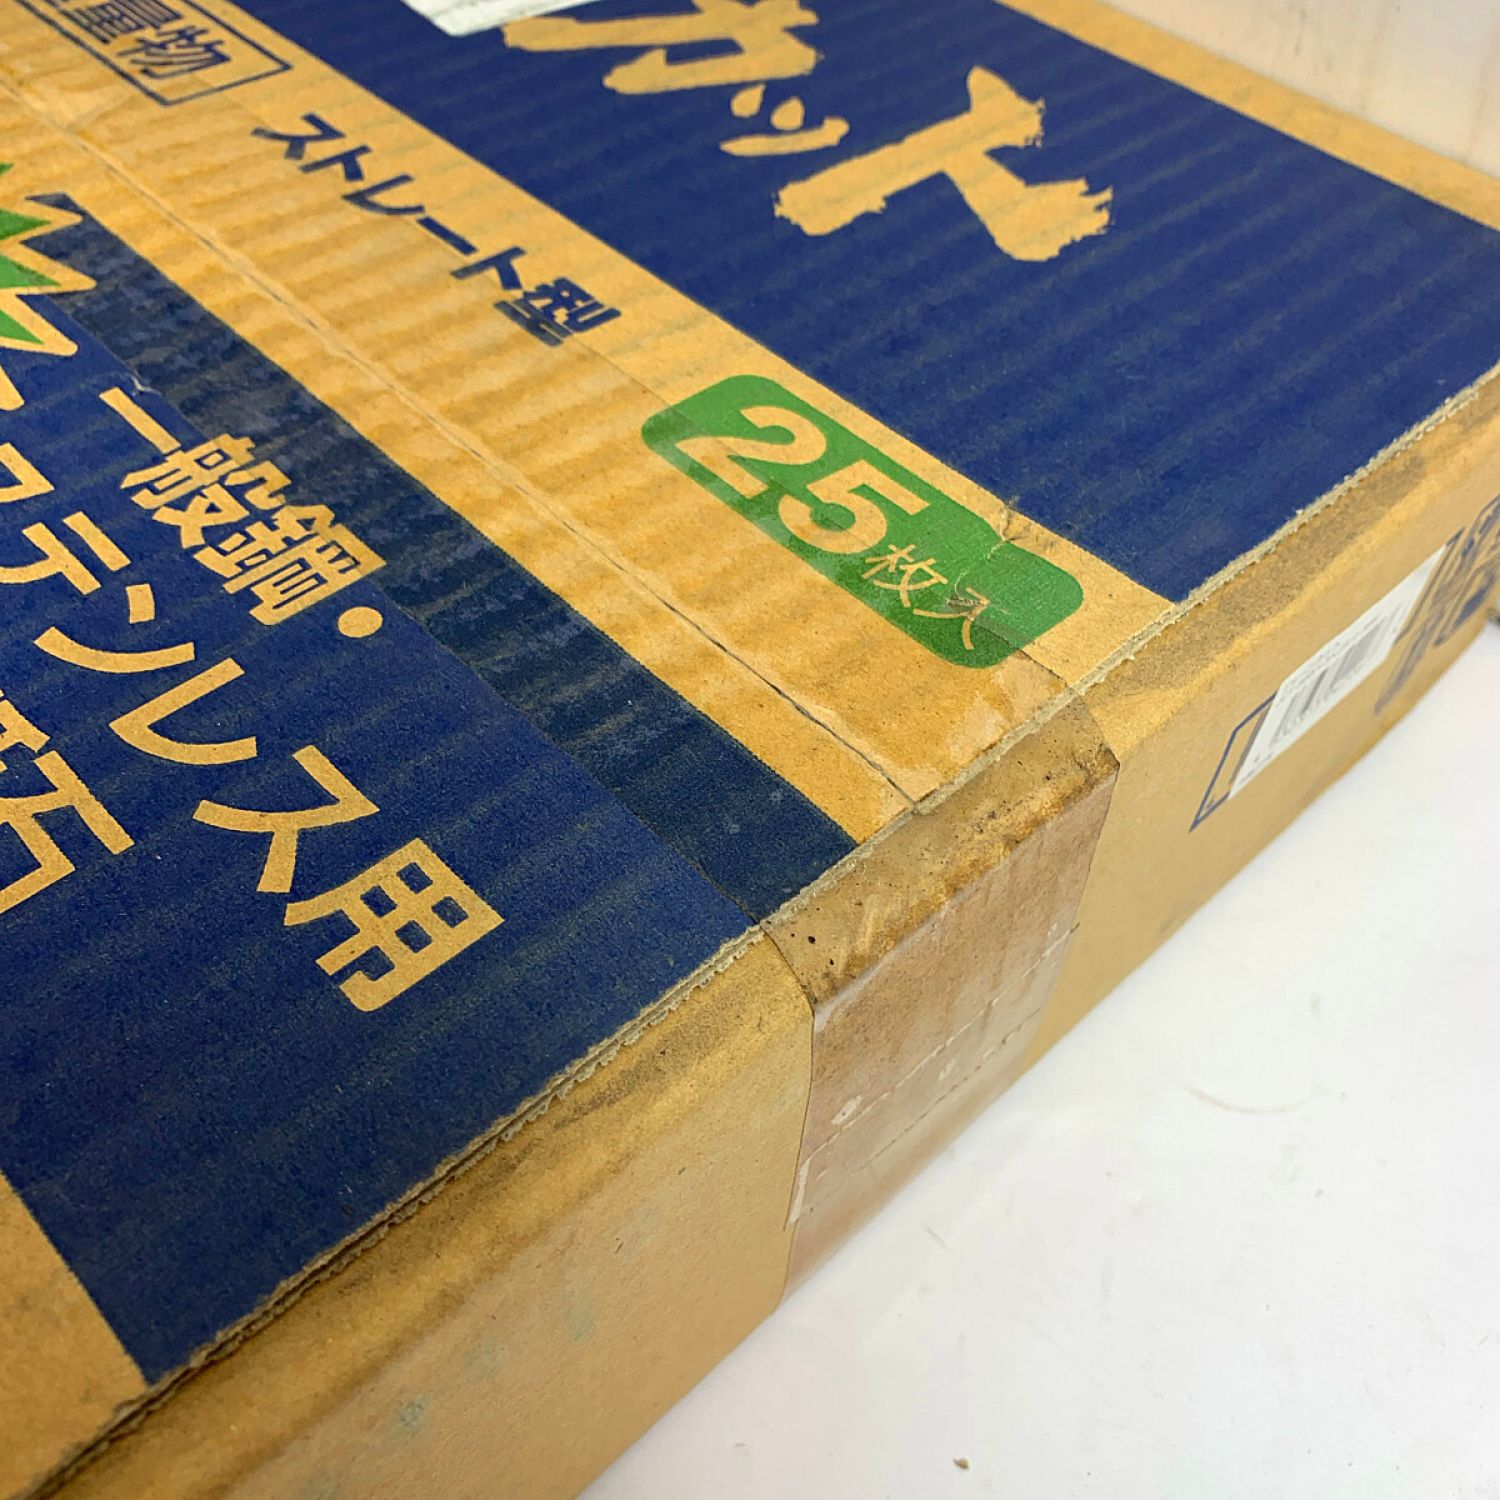 カット
量物
ストレート型
25枚入
一般鋼・
ステンレス用